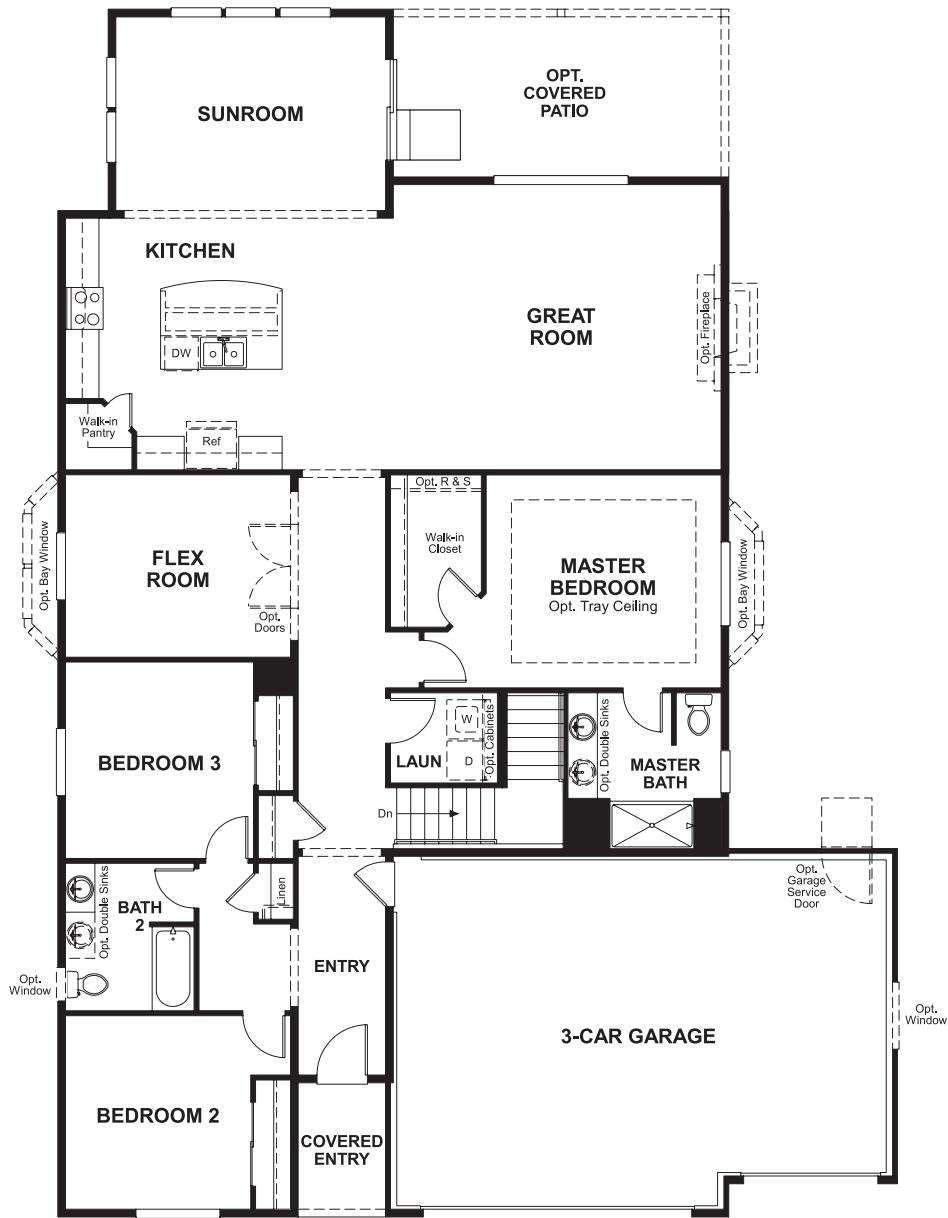 SUNROOM
OPT.
COVERED
PATIO
KITCHEN
GREAT
ROOM
Opt. Fireplace
DW
Walk-in
Pantry
Ref
Opt. R & S
Walk-in
Closet
FLEX
ROOM
Opt. Bay Window
Opt.
Doors
MASTER
BEDROOM
Opt. Tray Ceiling
Opt. Bay Window
BEDROOM 3
LAUN
W
D
Opt. Cabinets
Opt. Double Sinks
MASTER
BATH
Dn
Opt.
Garage
Service
Door
Linen
BATH
2
Opt. Double Sinks
Opt.
Window
ENTRY
3-CAR GARAGE
Opt.
Window
BEDROOM 2
COVERED
ENTRY